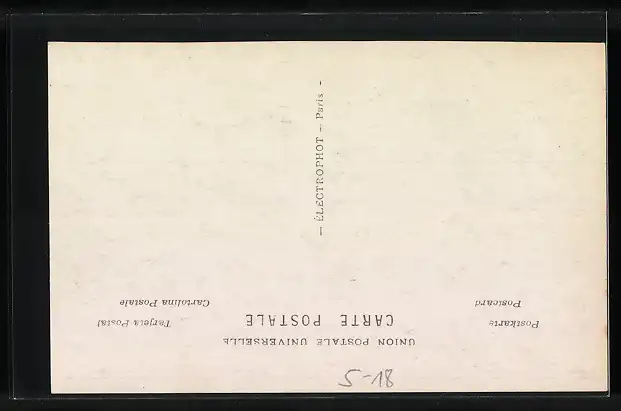 UNION POSTALE UNIVERSELLE
CARTE POSTALE
Postkarte
Tarjeta Postal
Postcard
Cartolina Postale
— ÉLECTROPHOT — Paris -
5-18